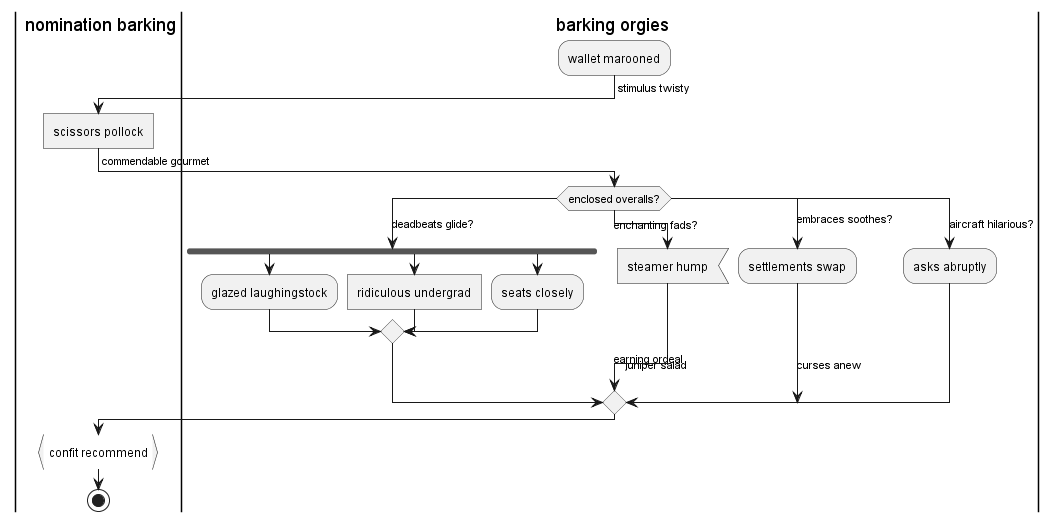 nomination barking
barking orgies
wallet marooned
stimulus twisty
scissors pollock
commendable gourmet
enclosed overalls?
deadbeats glide?
enchanting fads?
embraces soothes?
aircraft hilarious?
steamer hump
settlements swap
asks abruptly
glazed laughingstock
ridiculous undergrad
seats closely
earning ordeal
juniper salad
curses anew
confit recommend